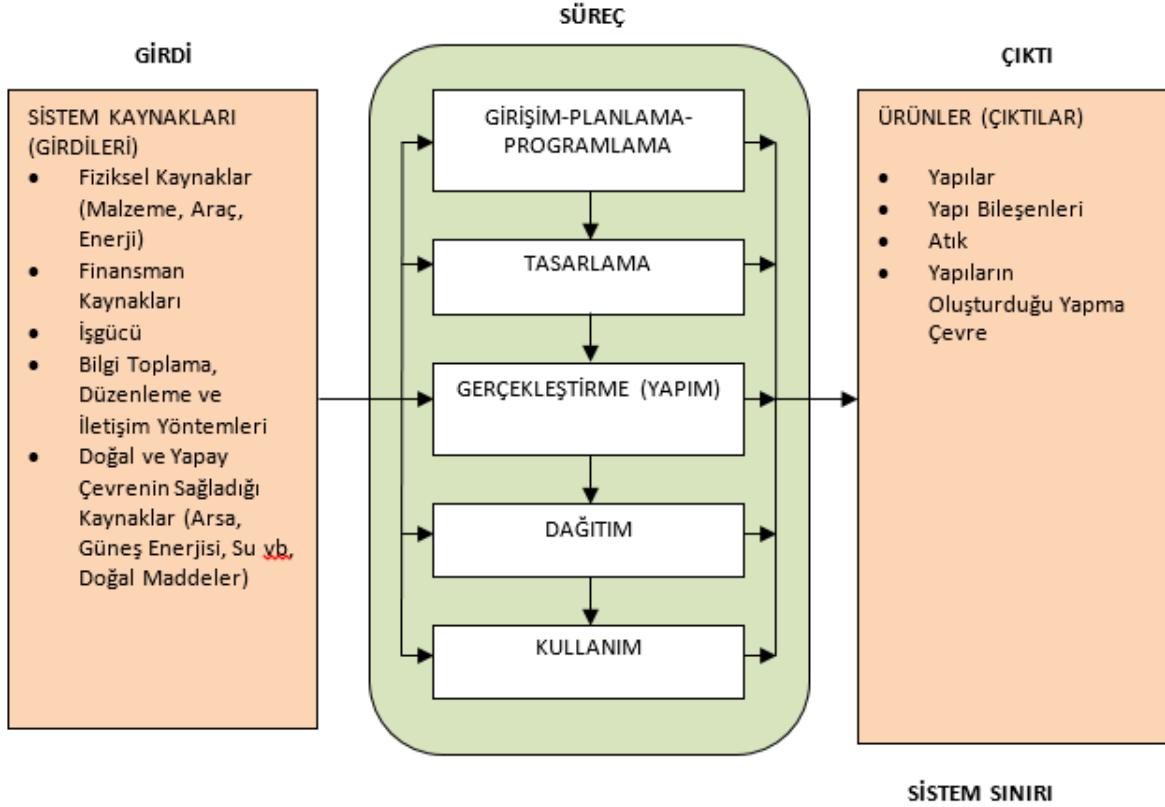 SÜREÇ
GİRDİ
ÇIKTI
SİSTEM KAYNAKLARI
(GİRDİLERİ)
• Fiziksel Kaynaklar
(Malzeme, Araç,
Enerji)
• Finansman
Kaynakları
• İşgücü
• Bilgi Toplama,
Düzenleme ve
İletişim Yöntemleri
• Doğal ve Yapay
Çevrenin Sağladığı
Kaynaklar (Arsa,
Güneş Enerjisi, Su vb,
Doğal Maddeler)
GİRİŞİM-PLANLAMA-
PROGRAMLAMA
TASARLAMA
GERÇEKLEŞTİRME (YAPIM)
DAĞITIM
KULLANIM
ÜRÜNLER (ÇIKTILAR)
• Yapılar
• Yapı Bileşenleri
• Atık
• Yapıların
Oluşturduğu Yapma
Çevre
SİSTEM SINIRI